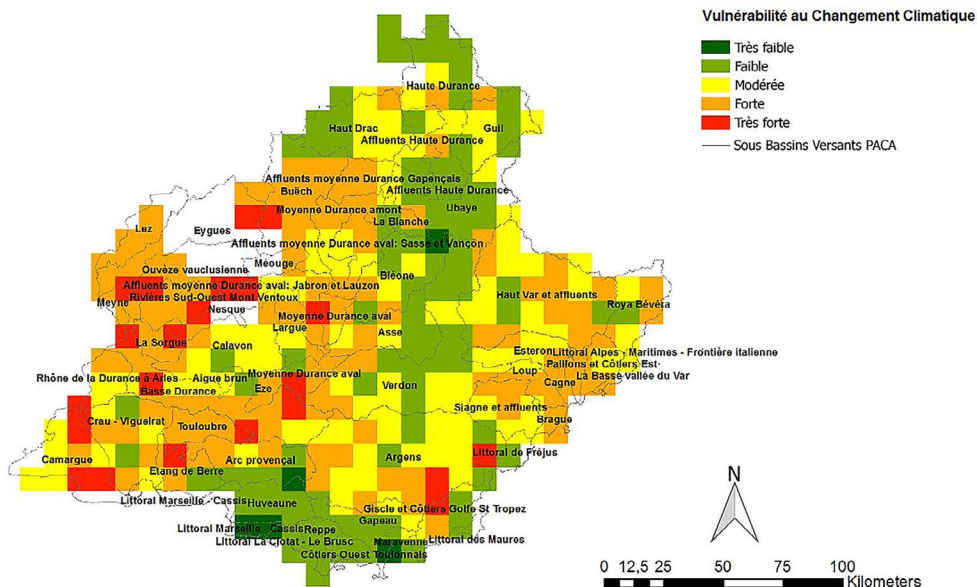 Vulnérabilité au Changement Climatique
Très faible
Faible
Modérée
Forte
Très forte
Sous Bassins Versants PACA
Haute Durance
Haut Drac
Guil
Affluents Haute Durance
Affluents moyenne Durance Gapençals
Buëch
Affluents Haute Durance
Moyenne Durance amont
Ubaye
La Blanche
Lez
Eygues
Affluents moyenne Durance aval: Sasse et Vançon
Méouge
Ouvèze vauclusienne
Bléone
Affluents moyenne Durance aval: Jabron et Lauzon
Rivières Sud-Ouest Mont Ventoux
Haut Var et affluents
Meyne
Nesque
Roya Bévéra
Moyenne Durance aval
Largue
Asse
La Sorgue
Calavon
Esteron
Littoral Alpes - Maritimes - Frontière italienne
Paillons et Côtiers Est
Loup
La Basse vallée du Var
Rhône de la Durance à Arles
Aigue brun
Moyenne Durance aval
Basse Durance
Eze
Verdon
Cagne
Siagne et affluents
Brague
Crau - Vigueirat
Touloubre
Camargue
Etang de Berre
Arc provençal
Argens
Littoral de Fréjus
Littoral Marseille - Cassis
Huveaune
Giscle et Côtiers Golfe St Tropez
Gapeau
Littoral Marseille - Cassis
Reppe
Littoral La Ciotat - Le Brusc
Maravenne
Littoral des Maures
Côtiers Ouest Toulonnais
N
0 12,5 25 50 75 100
Kilometers